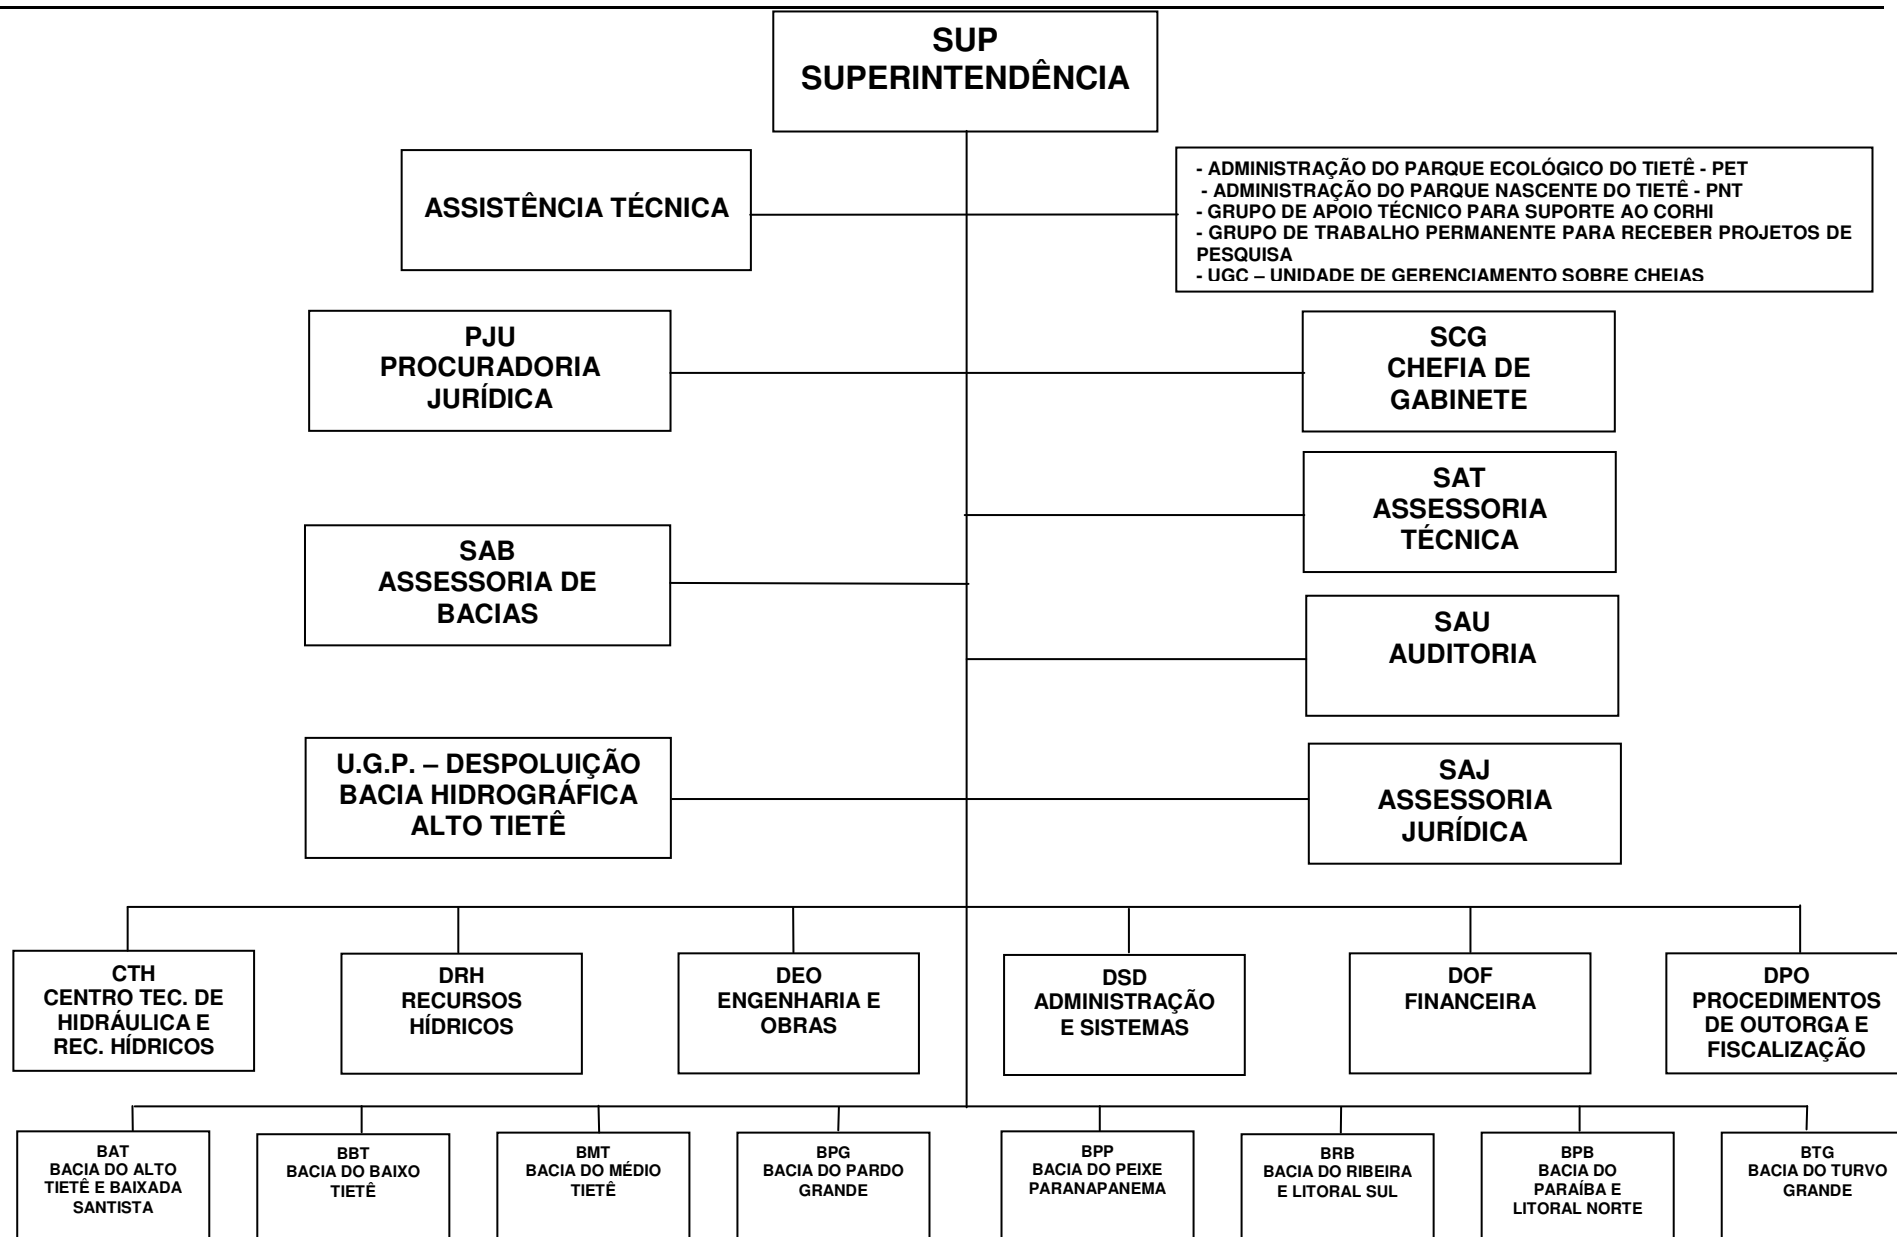 SUP
SUPERINTENDÊNCIA
ASSISTÊNCIA TÉCNICA
- ADMINISTRAÇÃO DO PARQUE ECOLÓGICO DO TIETÊ - PET
- ADMINISTRAÇÃO DO PARQUE NASCENTE DO TIETÊ - PNT
- GRUPO DE APOIO TÉCNICO PARA SUPORTE AO CORHI
- GRUPO DE TRABALHO PERMANENTE PARA RECEBER PROJETOS DE
PESQUISA
- UGC – UNIDADE DE GERENCIAMENTO SOBRE CHEIAS
PJU
PROCURADORIA
JURÍDICA
SCG
CHEFIA DE
GABINETE
SAT
ASSESSORIA
TÉCNICA
SAB
ASSESSORIA DE
BACIAS
SAU
AUDITORIA
U.G.P. – DESPOLUIÇÃO
BACIA HIDROGRÁFICA
ALTO TIETÊ
SAJ
ASSESSORIA
JURÍDICA
CTH
CENTRO TEC. DE
HIDRÁULICA E
REC. HÍDRICOS
DRH
RECURSOS
HÍDRICOS
DEO
ENGENHARIA E
OBRAS
DSD
ADMINISTRAÇÃO
E SISTEMAS
DOF
FINANCEIRA
DPO
PROCEDIMENTOS
DE OUTORGA E
FISCALIZAÇÃO
BAT
BACIA DO ALTO
TIETÊ E BAIXADA
SANTISTA
BBT
BACIA DO BAIXO
TIETÊ
BMT
BACIA DO MÉDIO
TIETÊ
BPG
BACIA DO PARDO
GRANDE
BPP
BACIA DO PEIXE
PARANAPANEMA
BRB
BACIA DO RIBEIRA
E LITORAL SUL
BPB
BACIA DO
PARAÍBA E
LITORAL NORTE
BTG
BACIA DO TURVO
GRANDE